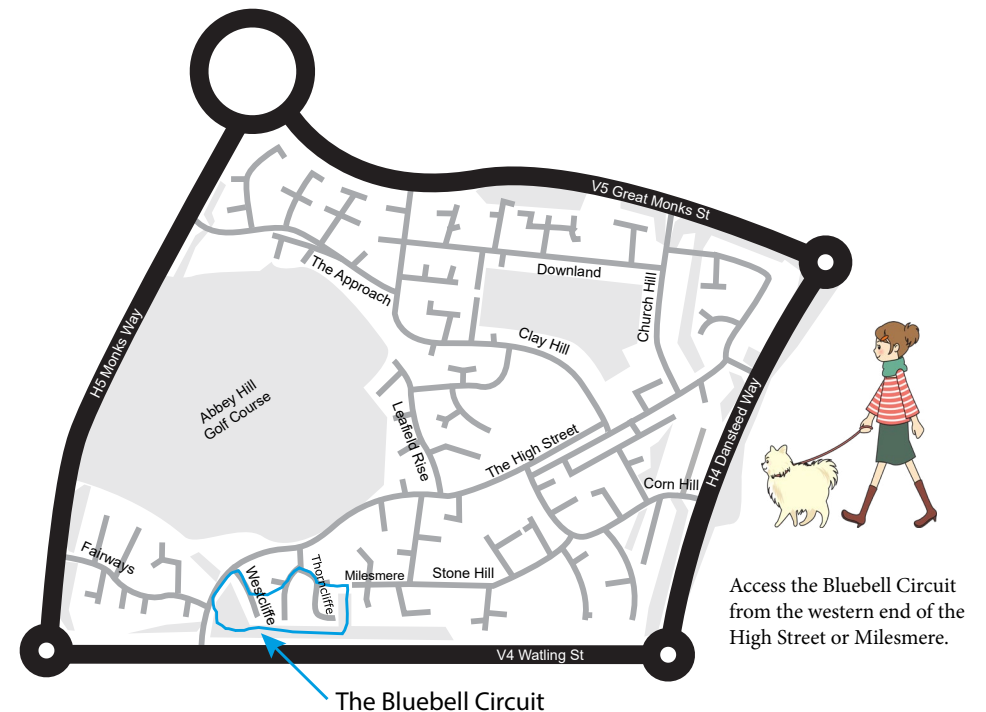 V5 Great Monks St
Downland
The Approach
Church Hill
H5 Monks Way
Clay Hill
Abbey Hill
Golf Course
Leafield Rise
H4 Dansteed Way
The High Street
Corn Hill
Fairways
Westcliffe
Thorncliffe
Milesmere
Stone Hill
Access the Bluebell Circuit
from the western end of the
High Street or Milesmere.
V4 Watling St
The Bluebell Circuit